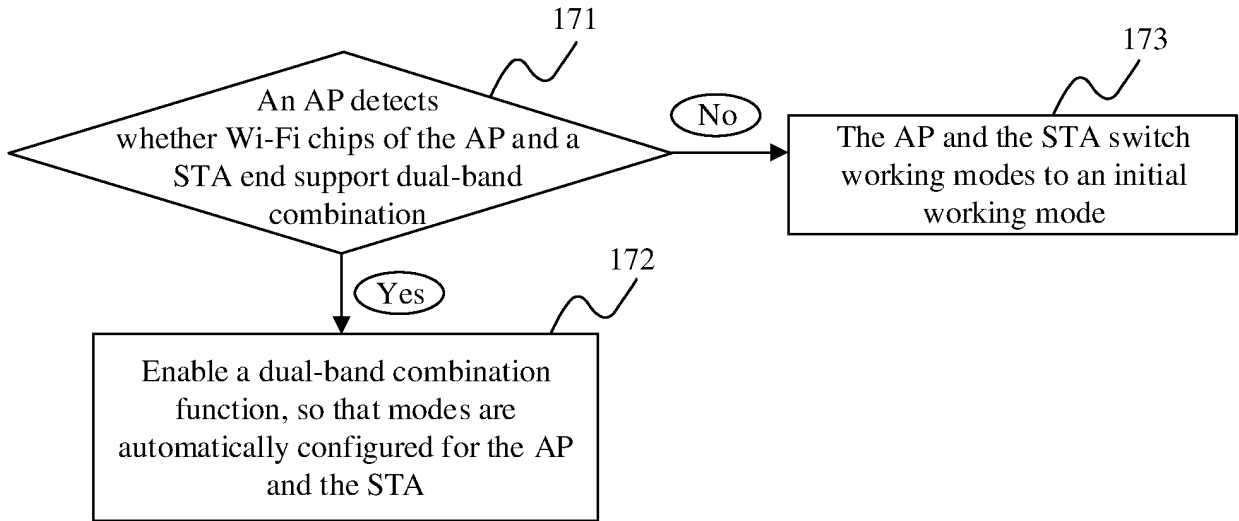 171
An AP detects
whether Wi-Fi chips of the AP and a
STA end support dual-band
combination
No
173
The AP and the STA switch
working modes to an initial
working mode
Yes
172
Enable a dual-band combination
function, so that modes are
automatically configured for the AP
and the STA